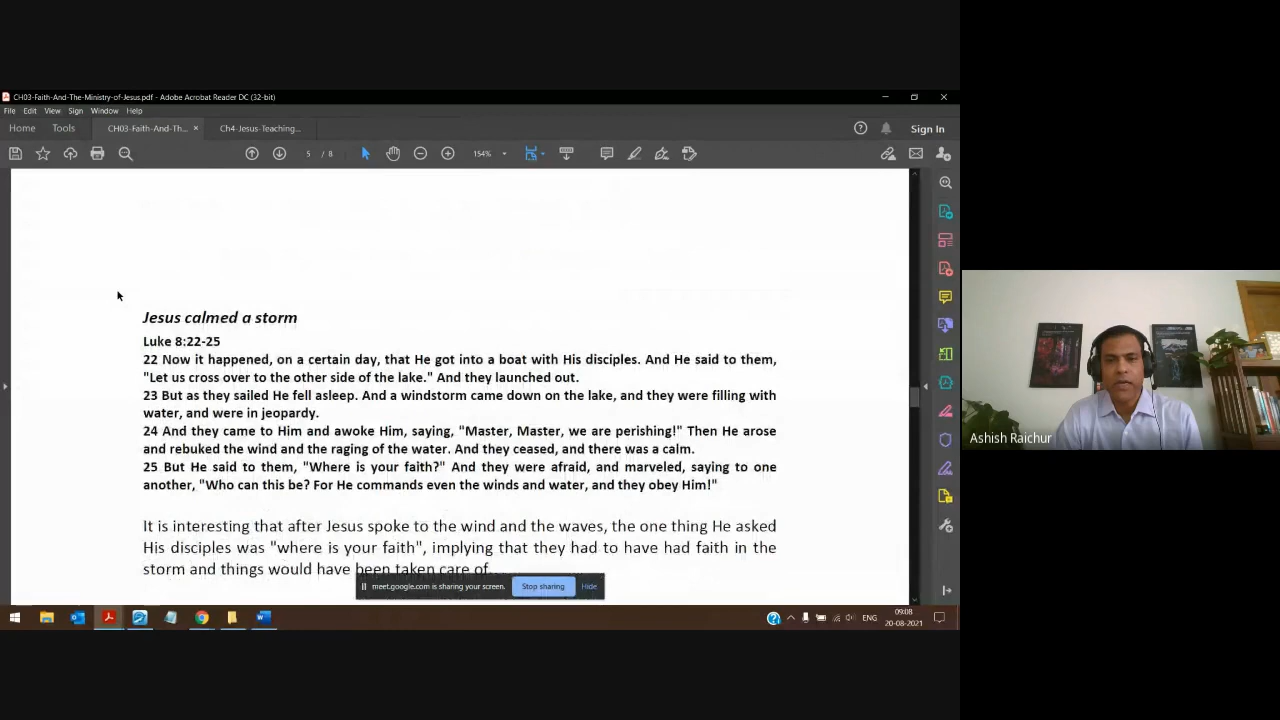 CH03-Faith-And-The-Ministry-of-Jesus.pdf - Adobe Acrobat Reader DC (32-bit)
File Edit View Sign Window Help
Home Tools CH03-Faith-And-Th... × Ch4-Jesus-Teaching... Sign In
5 / 8 154%
Jesus calmed a storm
Luke 8:22-25
22 Now it happened, on a certain day, that He got into a boat with His disciples. And He said to them,
"Let us cross over to the other side of the lake." And they launched out.
23 But as they sailed He fell asleep. And a windstorm came down on the lake, and they were filling with
water, and were in jeopardy.
24 And they came to Him and awoke Him, saying, "Master, Master, we are perishing!" Then He arose
and rebuked the wind and the raging of the water. And they ceased, and there was a calm.
25 But He said to them, "Where is your faith?" And they were afraid, and marveled, saying to one
another, "Who can this be? For He commands even the winds and water, and they obey Him!"
It is interesting that after Jesus spoke to the wind and the waves, the one thing He asked
His disciples was "where is your faith", implying that they had to have had faith in the
storm and things would have been taken care of.
meet.google.com is sharing your screen. Stop sharing Hide
ENG
09:08
20-08-2021
Ashish Raichur